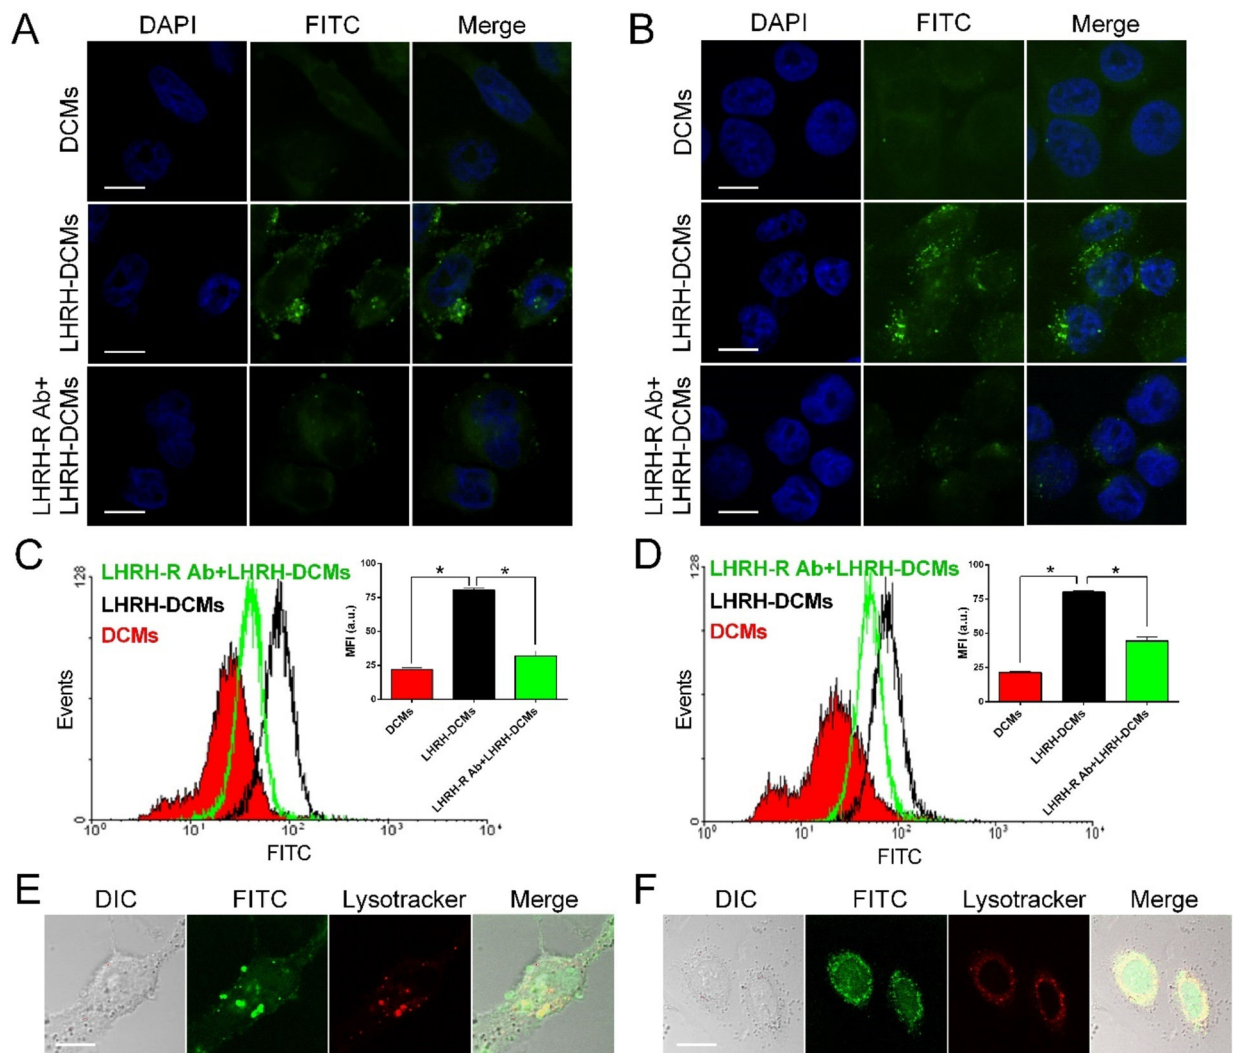 A
DAPI
FITC
Merge
DCMs
LHRH-DCMs
LHRH-R Ab+
LHRH-DCMs
B
DAPI
FITC
Merge
DCMs
LHRH-DCMs
LHRH-R Ab+
LHRH-DCMs
C
LHRH-R Ab+LHRH-DCMs
LHRH-DCMs
DCMs
128
Events
0
10⁰
10¹
10²
10³
10⁴
FITC
MFI (a.u.)
100
75
50
25
0
*
*
DCMs
LHRH-DCMs
LHRH-R Ab+LHRH-DCMs
D
LHRH-R Ab+LHRH-DCMs
LHRH-DCMs
DCMs
128
Events
0
10⁰
10¹
10²
10³
10⁴
FITC
MFI (a.u.)
100
75
50
25
0
*
*
DCMs
LHRH-DCMs
LHRH-R Ab+LHRH-DCMs
E
DIC
FITC
Lysotracker
Merge
F
DIC
FITC
Lysotracker
Merge